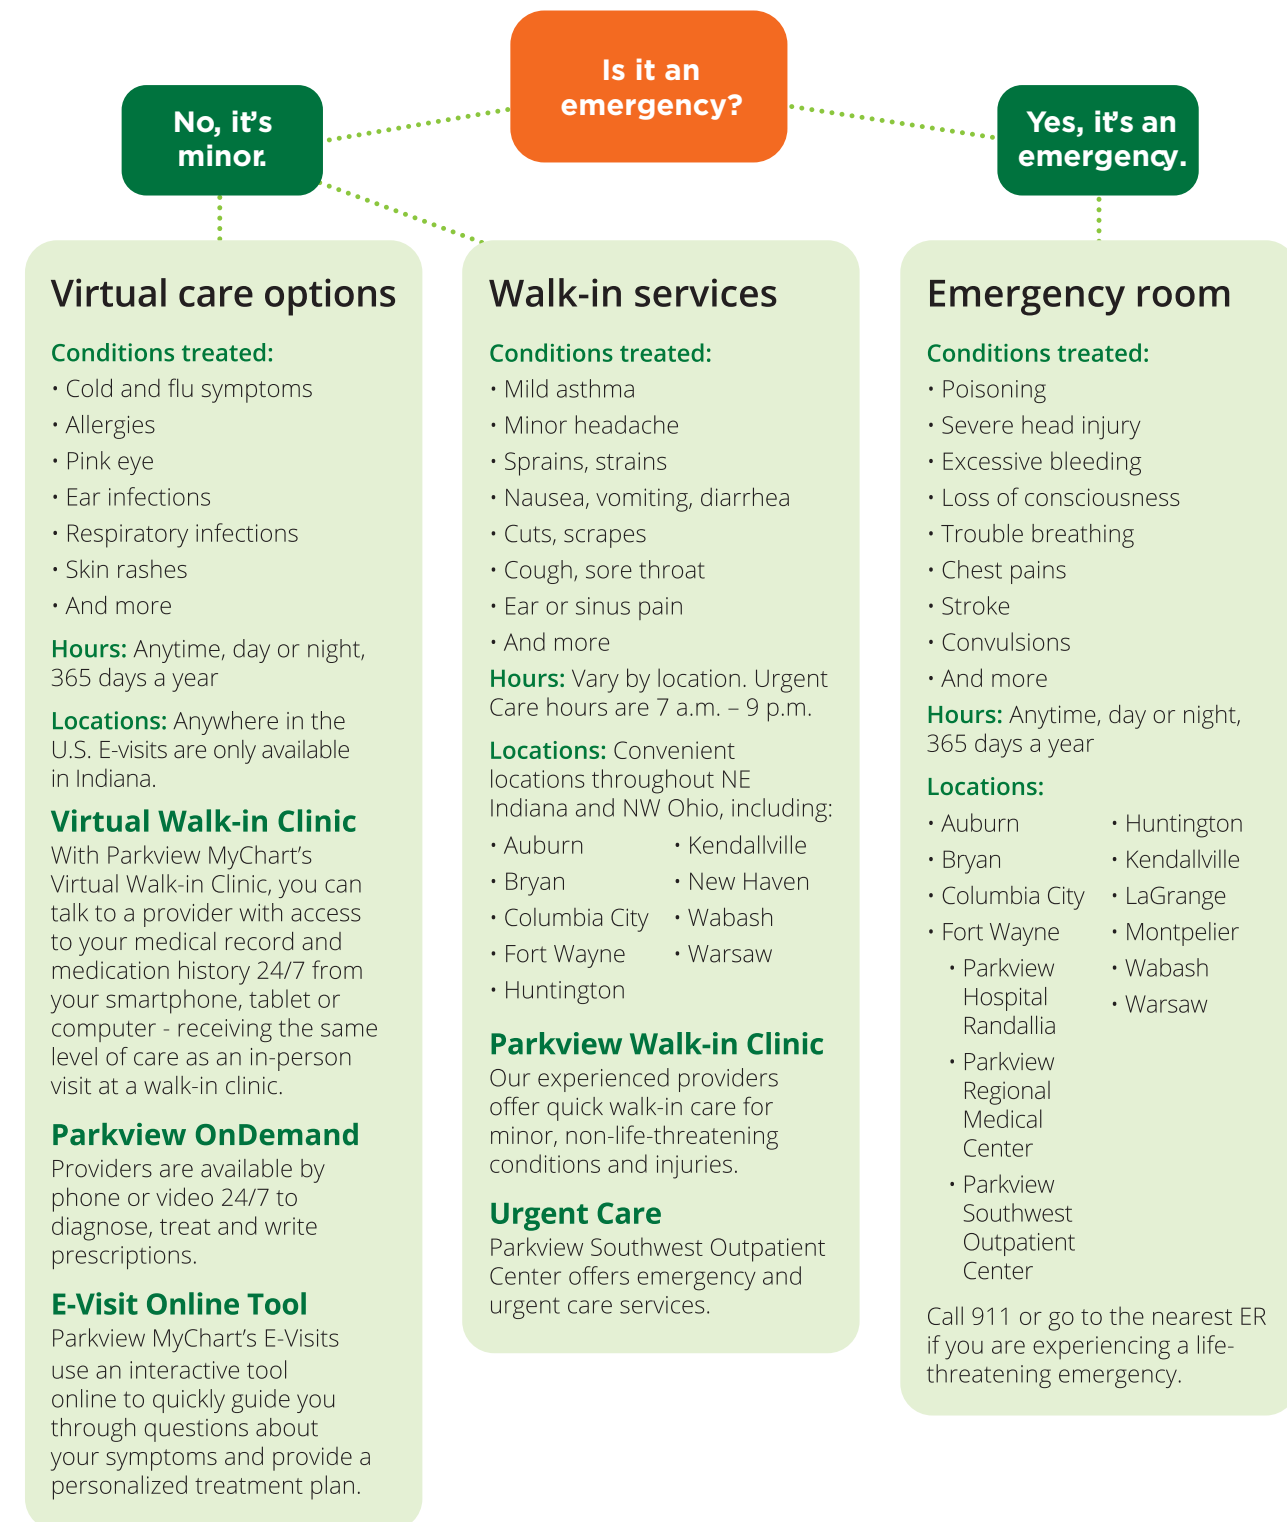 Is it an
emergency?
No, it's
minor.
Yes, it's an
emergency.
Virtual care options
Conditions treated:
• Cold and flu symptoms
• Allergies
• Pink eye
• Ear infections
• Respiratory infections
• Skin rashes
• And more
Hours: Anytime, day or night,
365 days a year
Locations: Anywhere in the
U.S. E-visits are only available
in Indiana.
Virtual Walk-in Clinic
With Parkview MyChart's
Virtual Walk-in Clinic, you can
talk to a provider with access
to your medical record and
medication history 24/7 from
your smartphone, tablet or
computer - receiving the same
level of care as an in-person
visit at a walk-in clinic.
Parkview OnDemand
Providers are available by
phone or video 24/7 to
diagnose, treat and write
prescriptions.
E-Visit Online Tool
Parkview MyChart's E-Visits
use an interactive tool
online to quickly guide you
through questions about
your symptoms and provide a
personalized treatment plan.
Walk-in services
Conditions treated:
• Mild asthma
• Minor headache
• Sprains, strains
• Nausea, vomiting, diarrhea
• Cuts, scrapes
• Cough, sore throat
• Ear or sinus pain
• And more
Hours: Vary by location. Urgent
Care hours are 7 a.m. – 9 p.m.
Locations: Convenient
locations throughout NE
Indiana and NW Ohio, including:
• Auburn
• Bryan
• Columbia City
• Fort Wayne
• Huntington
• Kendallville
• New Haven
• Wabash
• Warsaw
Parkview Walk-in Clinic
Our experienced providers
offer quick walk-in care for
minor, non-life-threatening
conditions and injuries.
Urgent Care
Parkview Southwest Outpatient
Center offers emergency and
urgent care services.
Emergency room
Conditions treated:
• Poisoning
• Severe head injury
• Excessive bleeding
• Loss of consciousness
• Trouble breathing
• Chest pains
• Stroke
• Convulsions
• And more
Hours: Anytime, day or night,
365 days a year
Locations:
• Auburn
• Bryan
• Columbia City
• Fort Wayne
• Parkview
Hospital
Randallia
• Parkview
Regional
Medical
Center
• Parkview
Southwest
Outpatient
Center
• Huntington
• Kendallville
• LaGrange
• Montpelier
• Wabash
• Warsaw
Call 911 or go to the nearest ER
if you are experiencing a life-
threatening emergency.